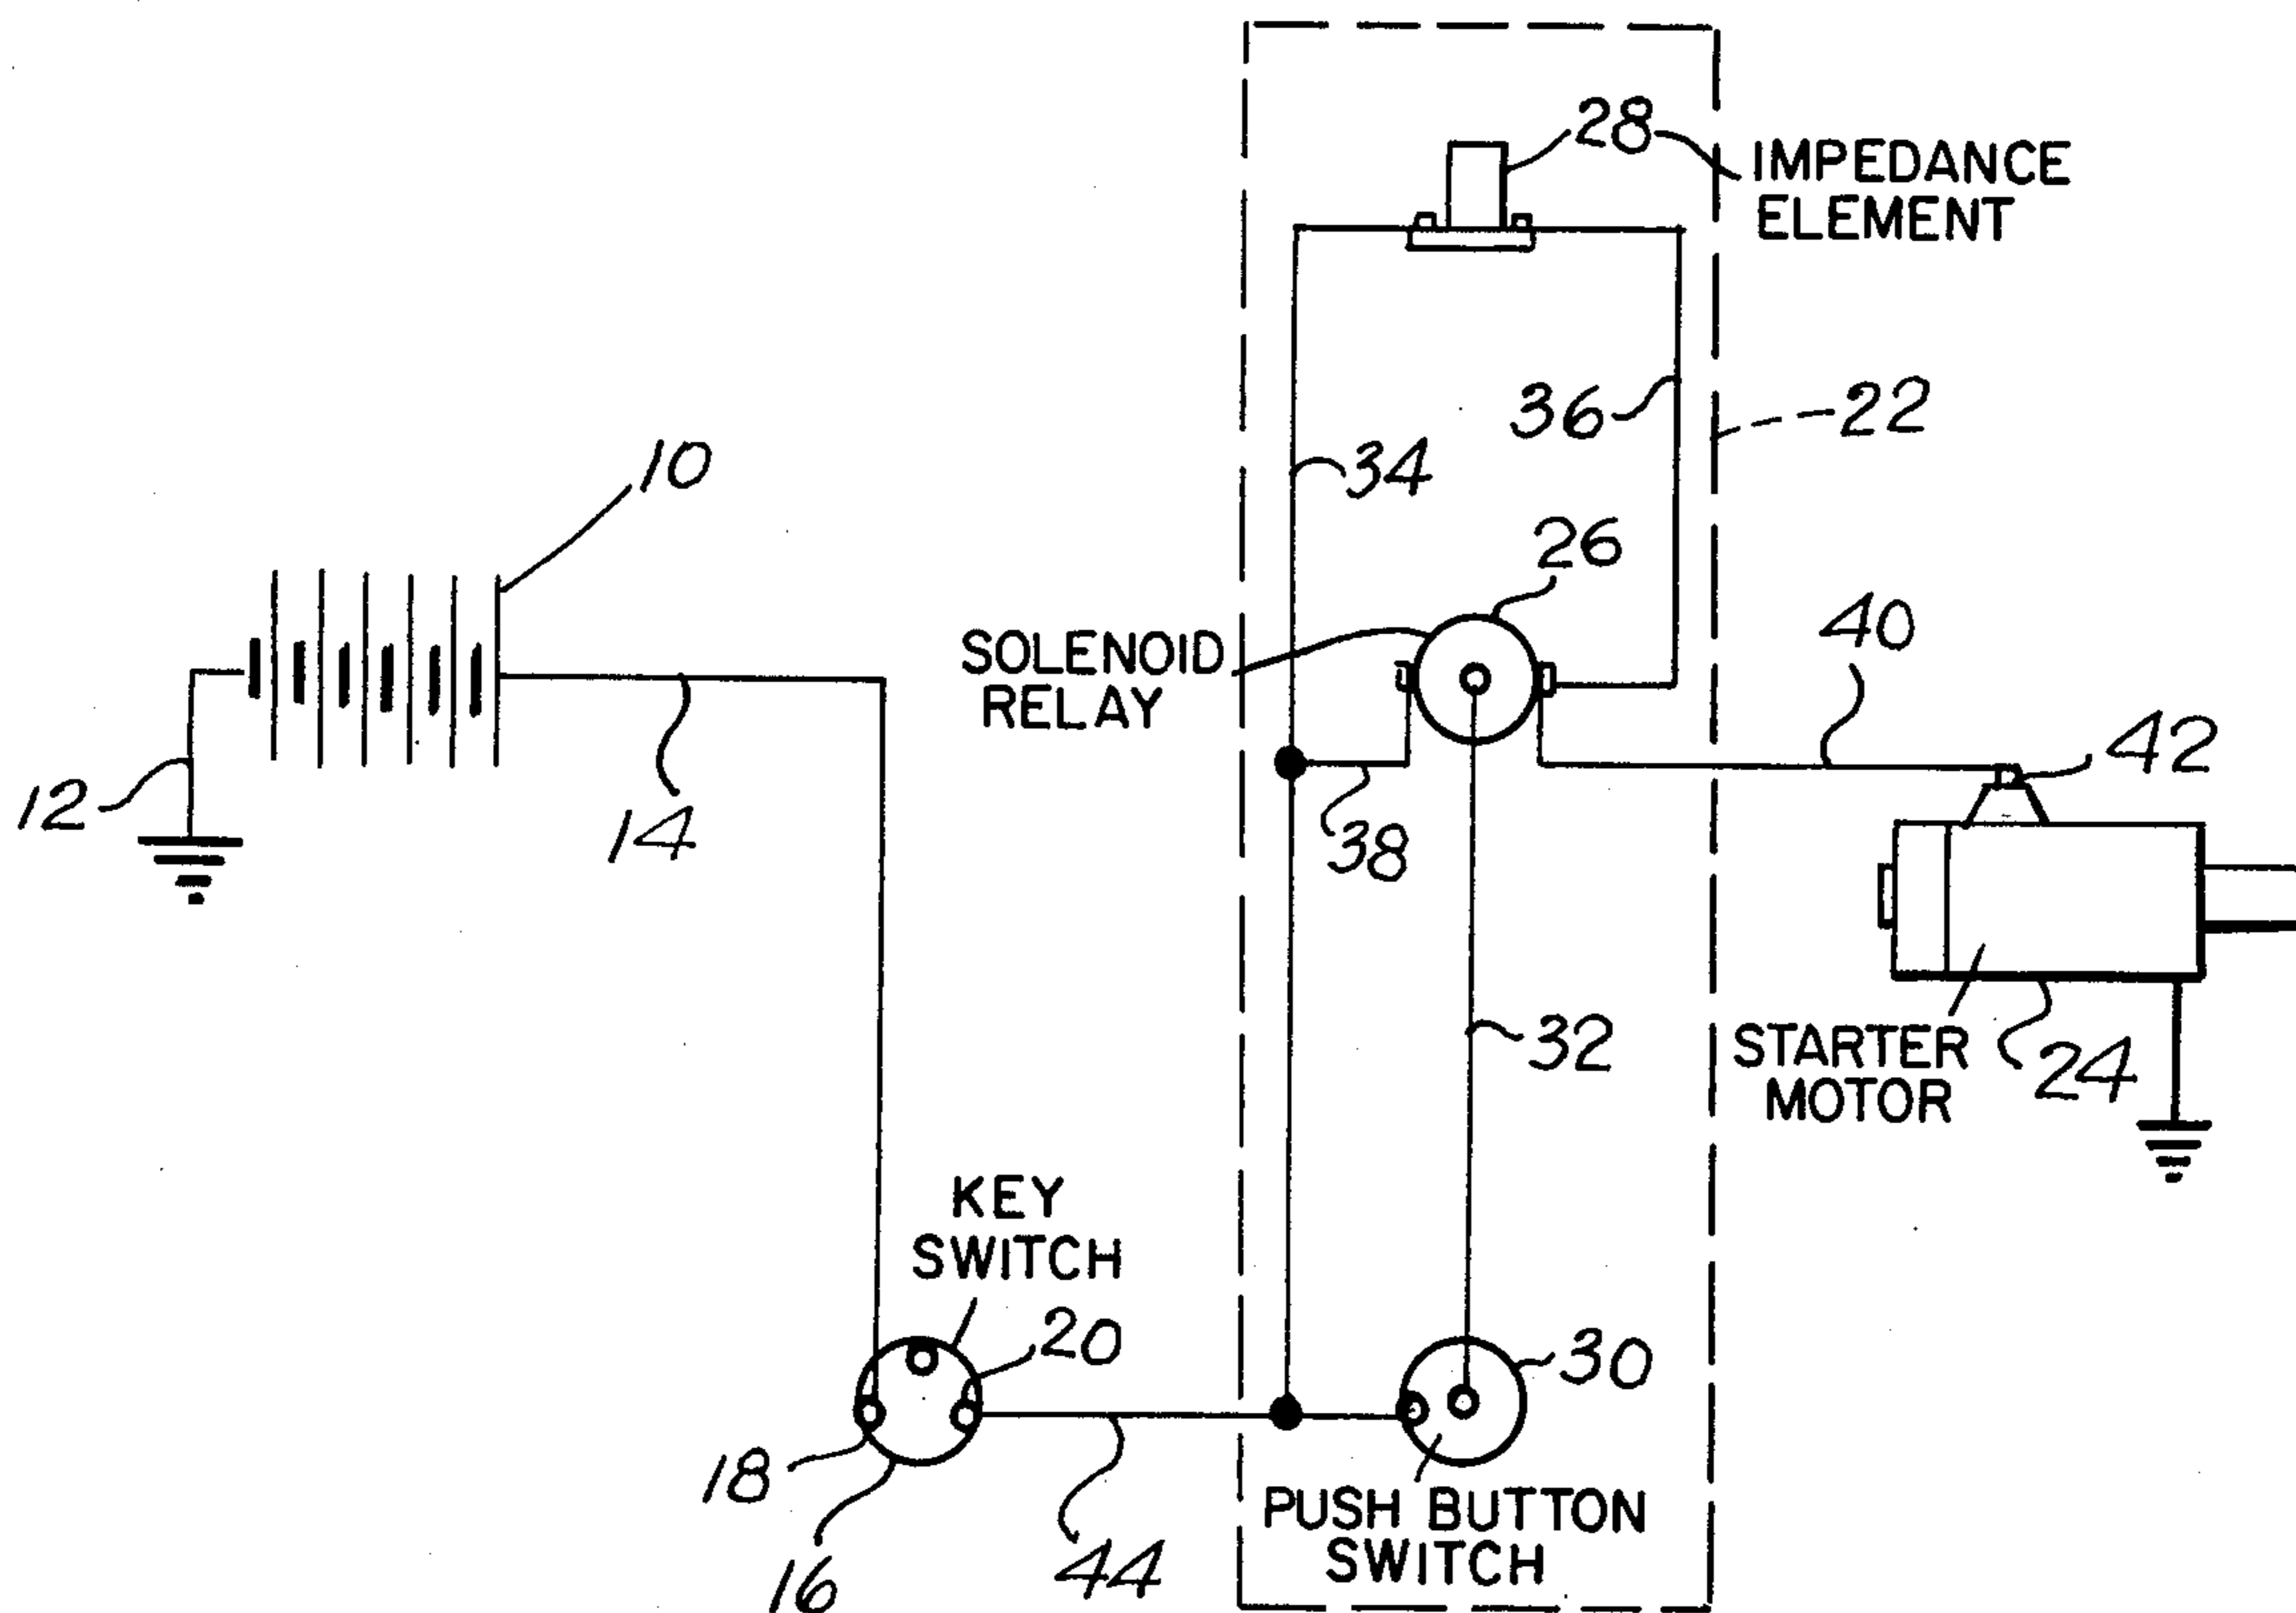 28
IMPEDANCE
ELEMENT
36
22
34
10
26
40
SOLENOID
RELAY
42
12
14
38
32
STARTER
MOTOR
24
KEY
SWITCH
20
30
18
PUSH BUTTON
SWITCH
16
44